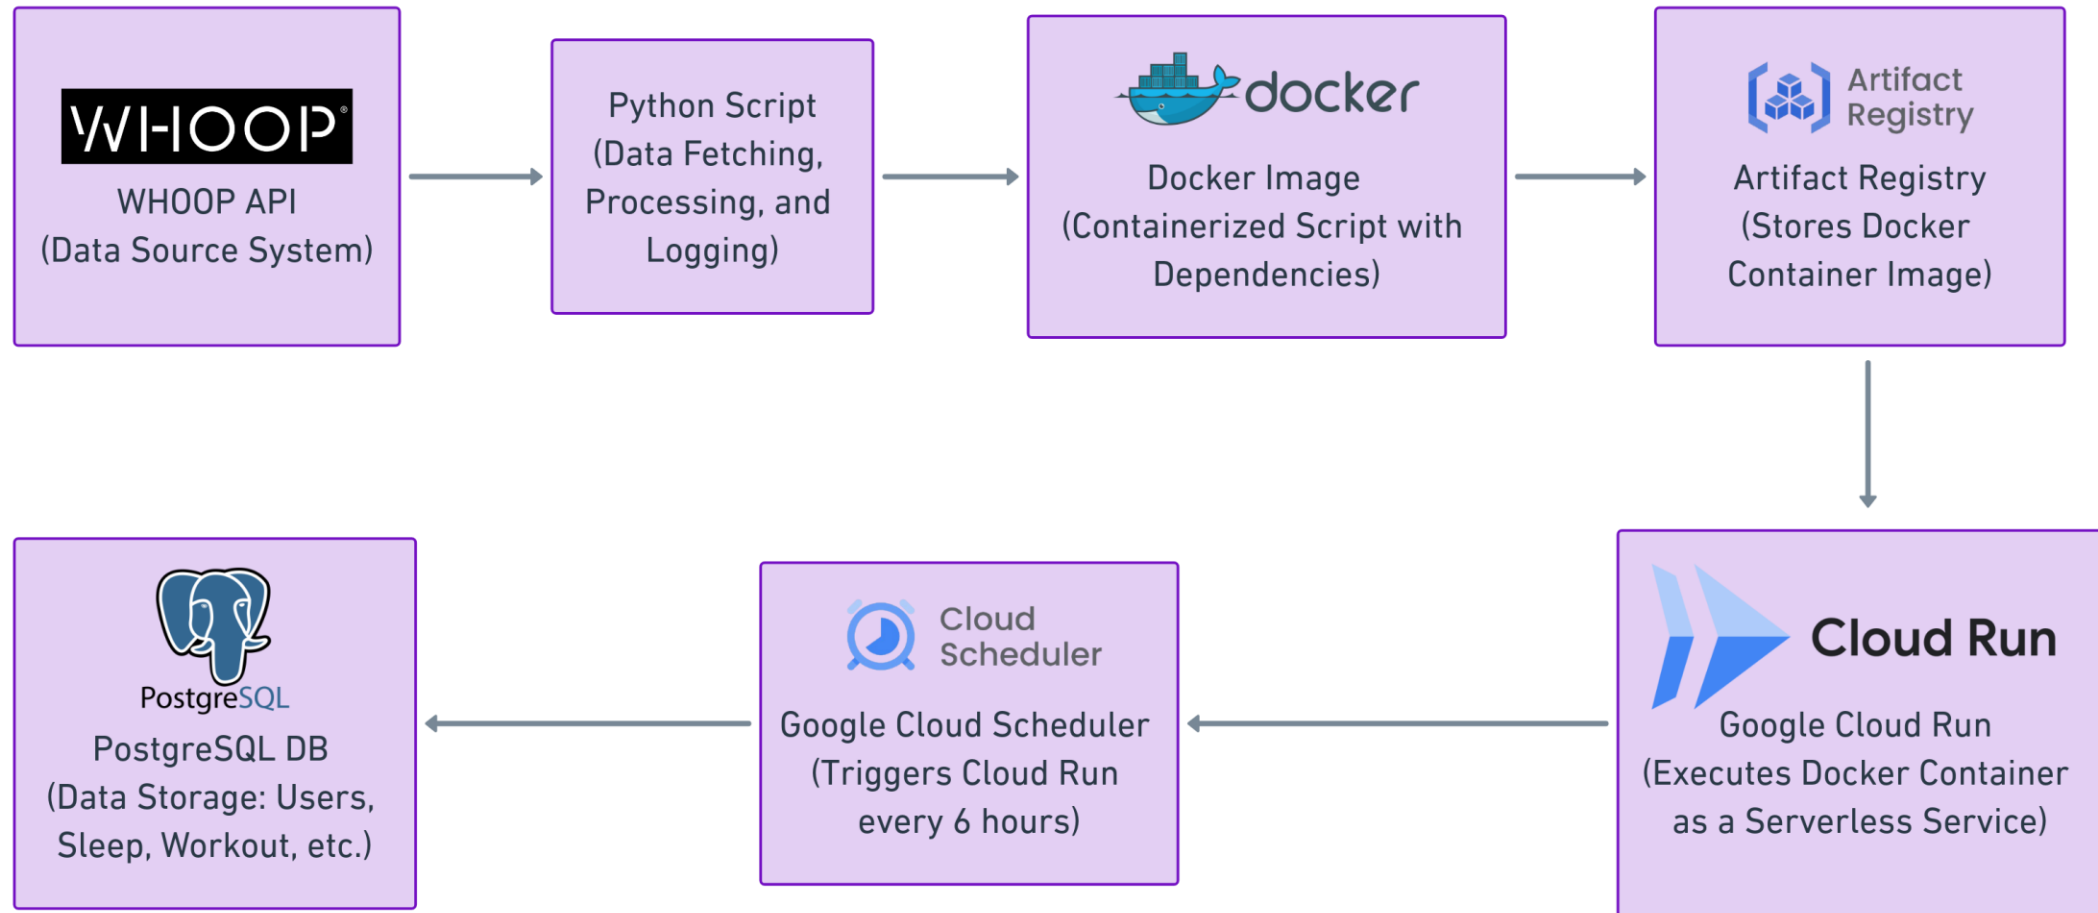 WHOOP®
WHOOP API
(Data Source System)
Python Script
(Data Fetching,
Processing, and
Logging)
docker
Docker Image
(Containerized Script with
Dependencies)
Artifact
Registry
Artifact Registry
(Stores Docker
Container Image)
PostgreSQL
PostgreSQL DB
(Data Storage: Users,
Sleep, Workout, etc.)
Cloud
Scheduler
Google Cloud Scheduler
(Triggers Cloud Run
every 6 hours)
Cloud Run
Google Cloud Run
(Executes Docker Container
as a Serverless Service)